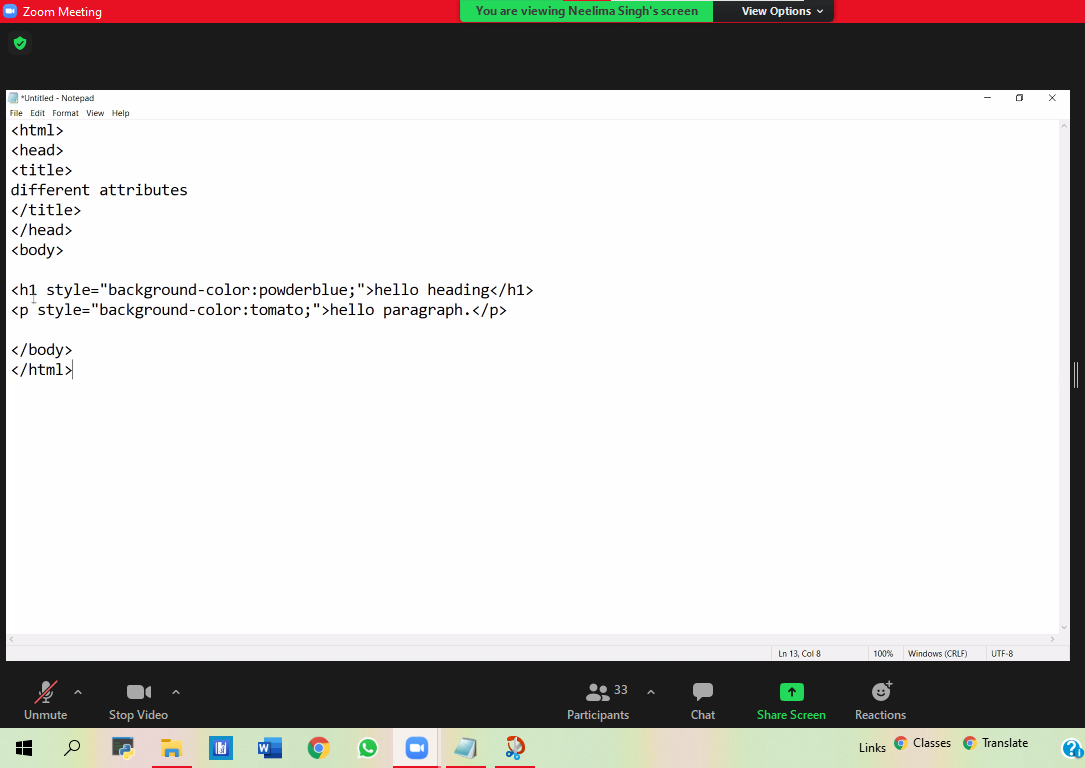 Zoom Meeting
You are viewing Neelima Singh's screen
View Options
*Untitled - Notepad
File Edit Format View Help
<html>
<head>
<title>
different attributes
</title>
</head>
<body>
<h1 style="background-color:powderblue;">hello heading</h1>
<p style="background-color:tomato;">hello paragraph.</p>
</body>
</html>
Ln 13, Col 8
100%
Windows (CRLF)
UTF-8
Unmute
Stop Video
33
Participants
Chat
Share Screen
Reactions
Links
Classes
Translate